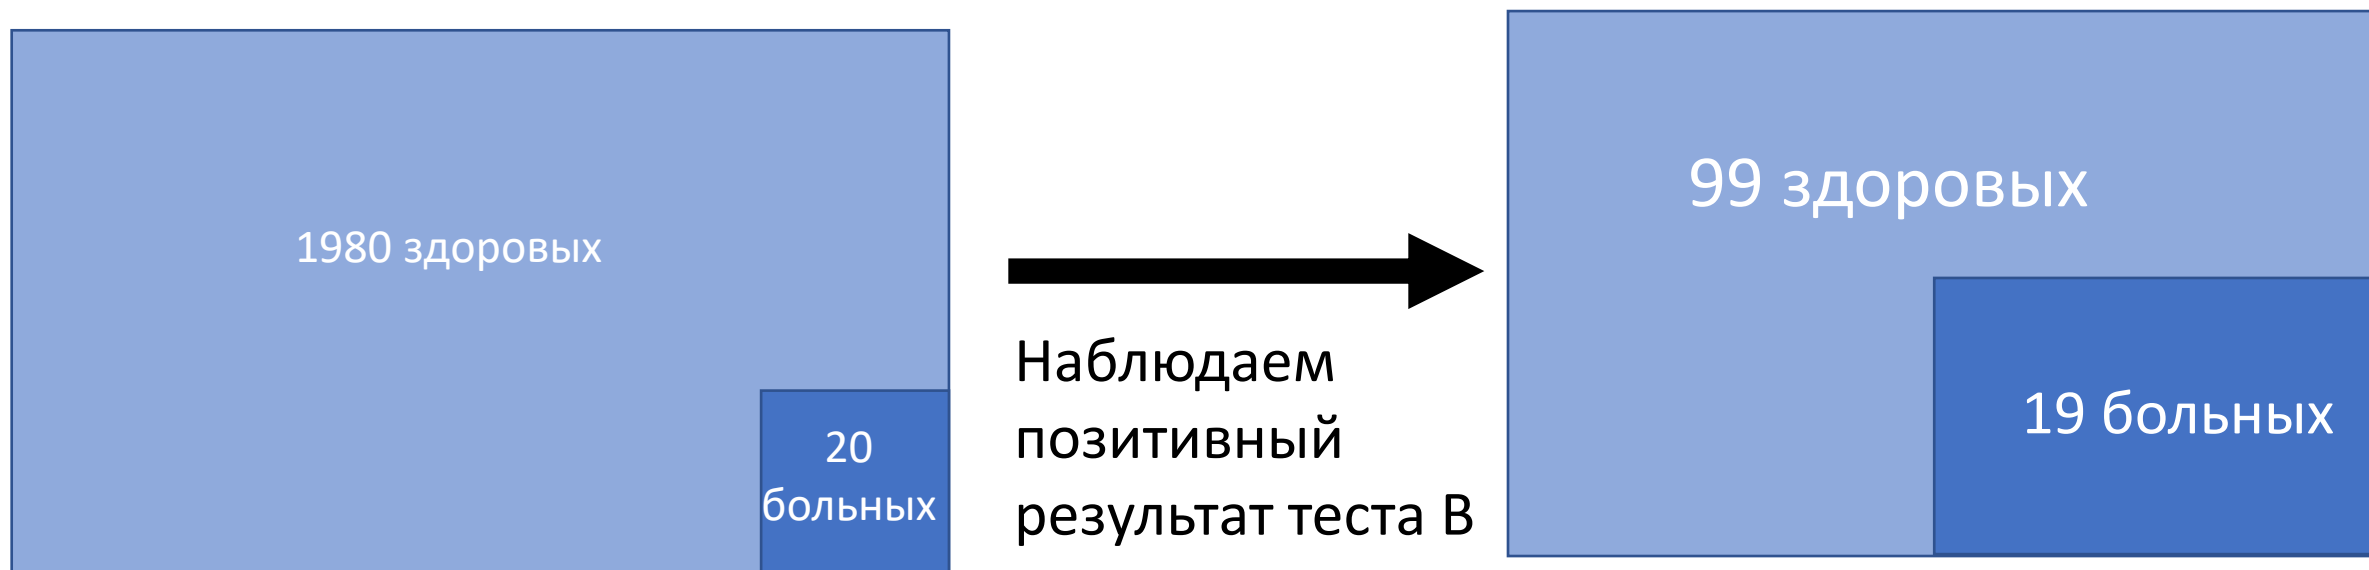 1980 здоровых
20
больных
Наблюдаем
позитивный
результат теста B
99 здоровых
19 больных